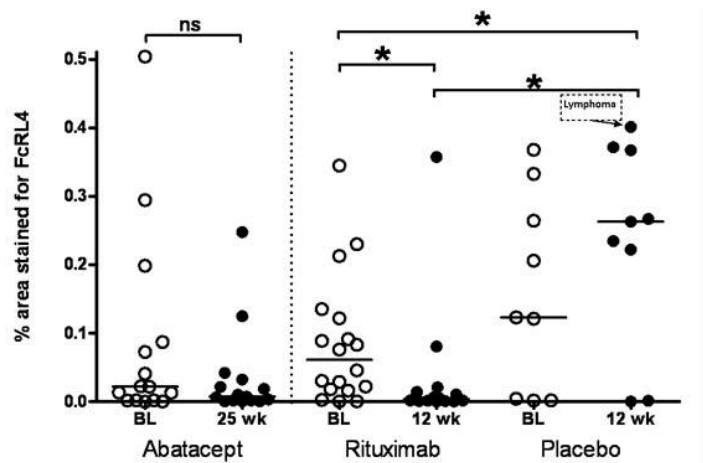 ns
*
*
*
Lymphoma
% area stained for FcRL4
0.5
0.4
0.3
0.2
0.1
0.0
BL
25 wk
BL
12 wk
BL
12 wk
Abatacept
Rituximab
Placebo